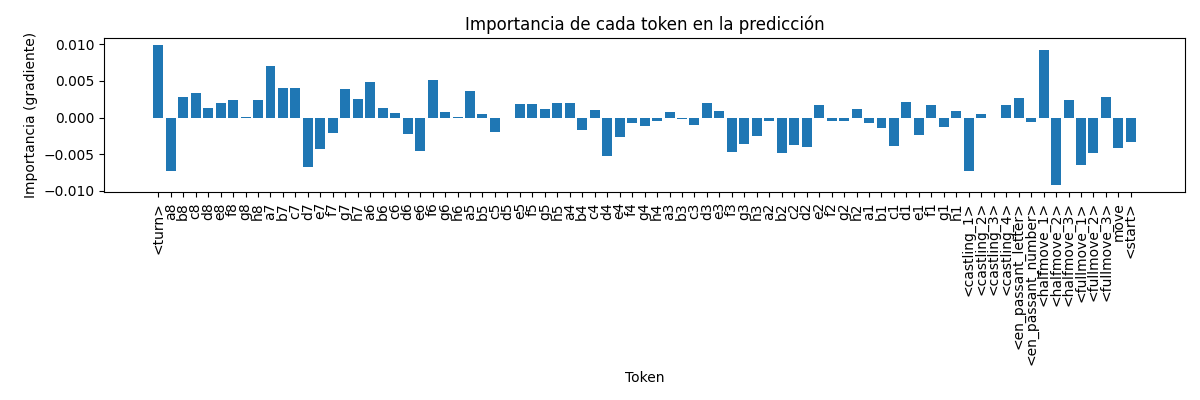 Importancia de cada token en la predicción
Importancia (gradiente)
0.010
0.005
0.000
−0.005
−0.010
<turn>
a8
b8
c8
d8
e8
f8
g8
h8
a7
b7
c7
d7
e7
f7
g7
h7
a6
b6
c6
d6
e6
f6
g6
h6
a5
b5
c5
d5
e5
f5
g5
h5
a4
b4
c4
d4
e4
f4
g4
h4
a3
b3
c3
d3
e3
f3
g3
h3
a2
b2
c2
d2
e2
f2
g2
h2
a1
b1
c1
d1
e1
f1
g1
h1
<castling_1>
<castling_2>
<castling_3>
<castling_4>
<en_passant_letter>
<en_passant_number>
<halfmove_1>
<halfmove_2>
<halfmove_3>
<fullmove_1>
<fullmove_2>
<fullmove_3>
move
<start>
Token